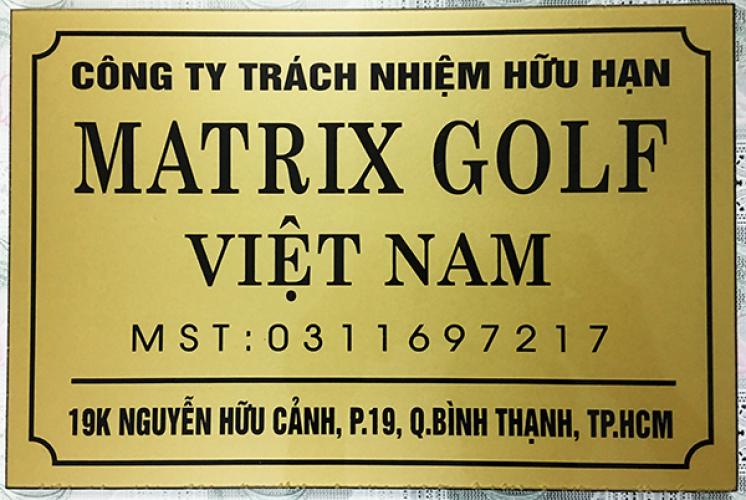 CÔNG TY TRÁCH NHIỆM HỮU HẠN
MATRIX GOLF
VIỆT NAM
MST:0311697217
19K NGUYỄN HỮU CẢNH, P.19, Q.BÌNH THẠNH, TP.HCM